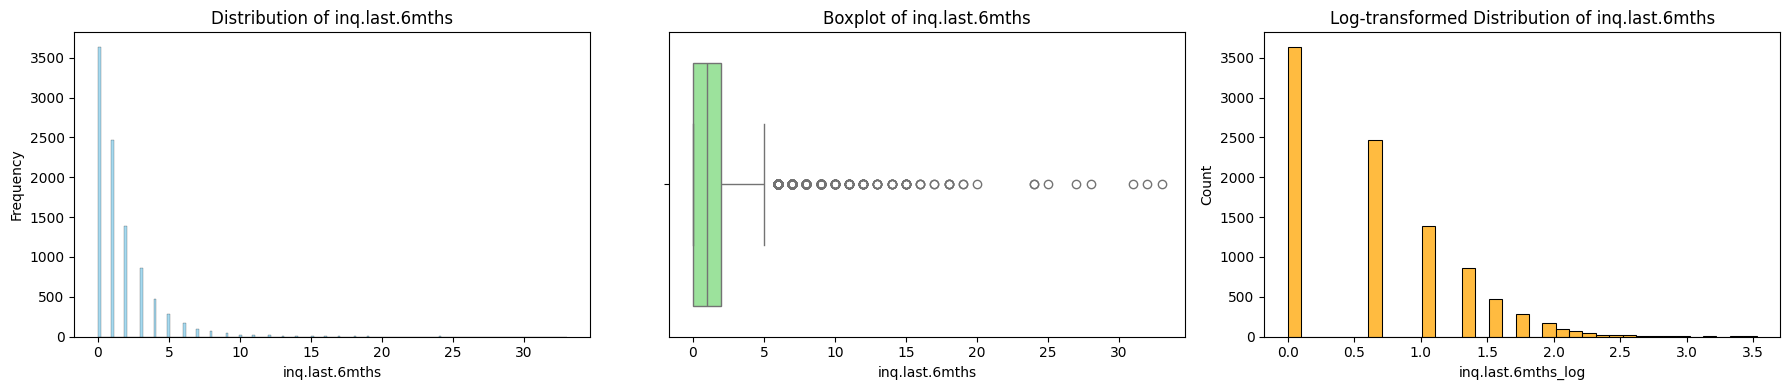 Distribution of inq.last.6mths
Frequency
3500
3000
2500
2000
1500
1000
500
0
0 5 10 15 20 25 30
inq.last.6mths
Boxplot of inq.last.6mths
0 5 10 15 20 25 30
inq.last.6mths
Log-transformed Distribution of inq.last.6mths
Count
3500
3000
2500
2000
1500
1000
500
0
0.0 0.5 1.0 1.5 2.0 2.5 3.0 3.5
inq.last.6mths_log